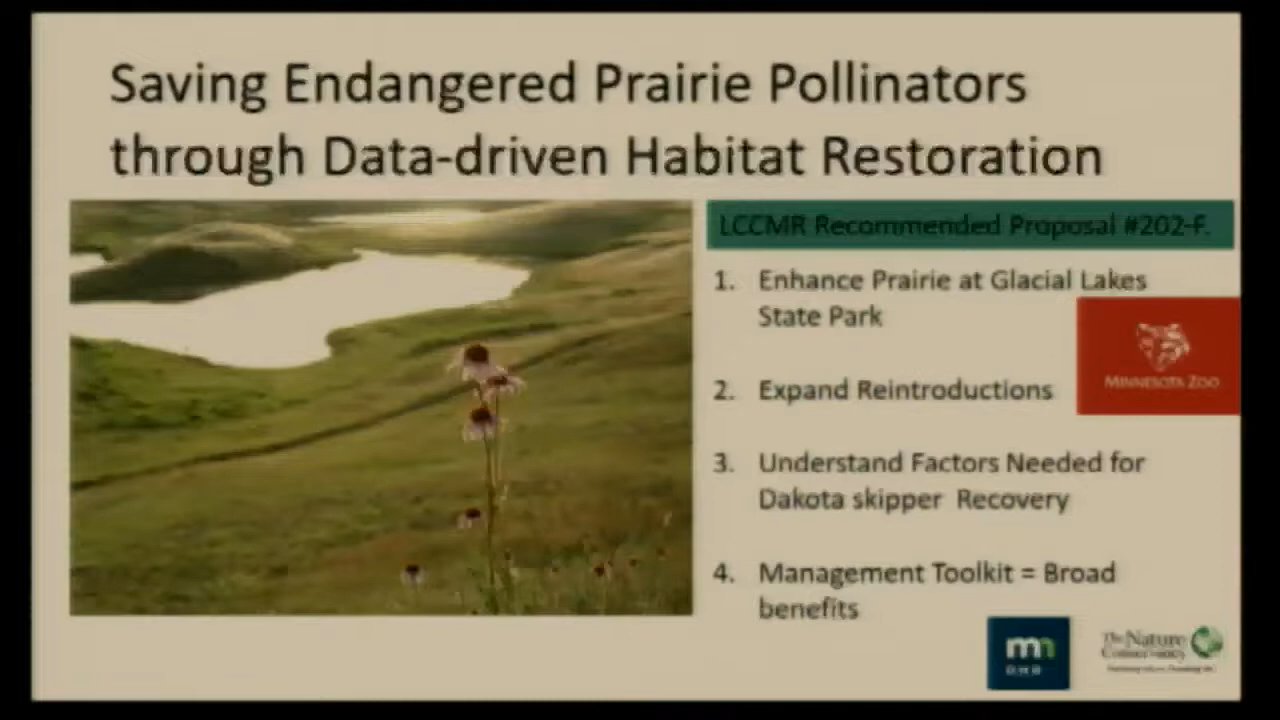 Saving Endangered Prairie Pollinators
through Data-driven Habitat Restoration
LCCMR Recommended Proposal #202-F.
1. Enhance Prairie at Glacial Lakes
State Park
MINNESOTA ZOO
2. Expand Reintroductions
3. Understand Factors Needed for
Dakota skipper Recovery
4. Management Toolkit = Broad
benefits
mn
DNR
The Nature
Conservancy